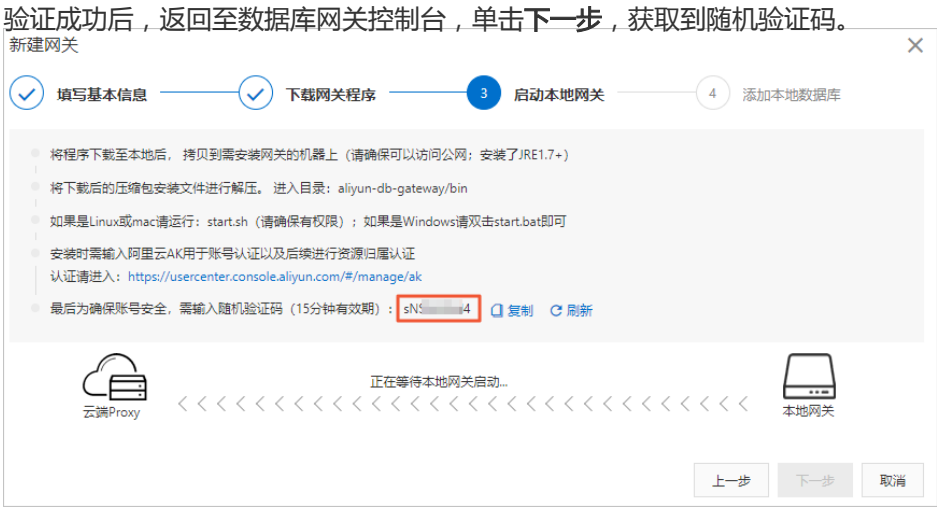 验证成功后，返回至数据库网关控制台，单击下一步，获取到随机验证码。
新建网关
填写基本信息
下载网关程序
3
启动本地网关
4
添加本地数据库
将程序下载至本地后， 拷贝到需安装网关的机器上（请确保可以访问公网；安装了JRE1.7+）
将下载后的压缩包安装文件进行解压。 进入目录：aliyun-db-gateway/bin
如果是Linux或mac请运行：start.sh（请确保有权限）；如果是Windows请双击start.bat即可
安装时需输入阿里云AK用于账号认证以及后续进行资源归属认证
认证请进入：https://usercenter.console.aliyun.com/#/manage/ak
最后为确保账号安全，需输入随机验证码（15分钟有效期）： 复制 刷新
正在等待本地网关启动...
云端Proxy
本地网关
上一步 下一步 取消